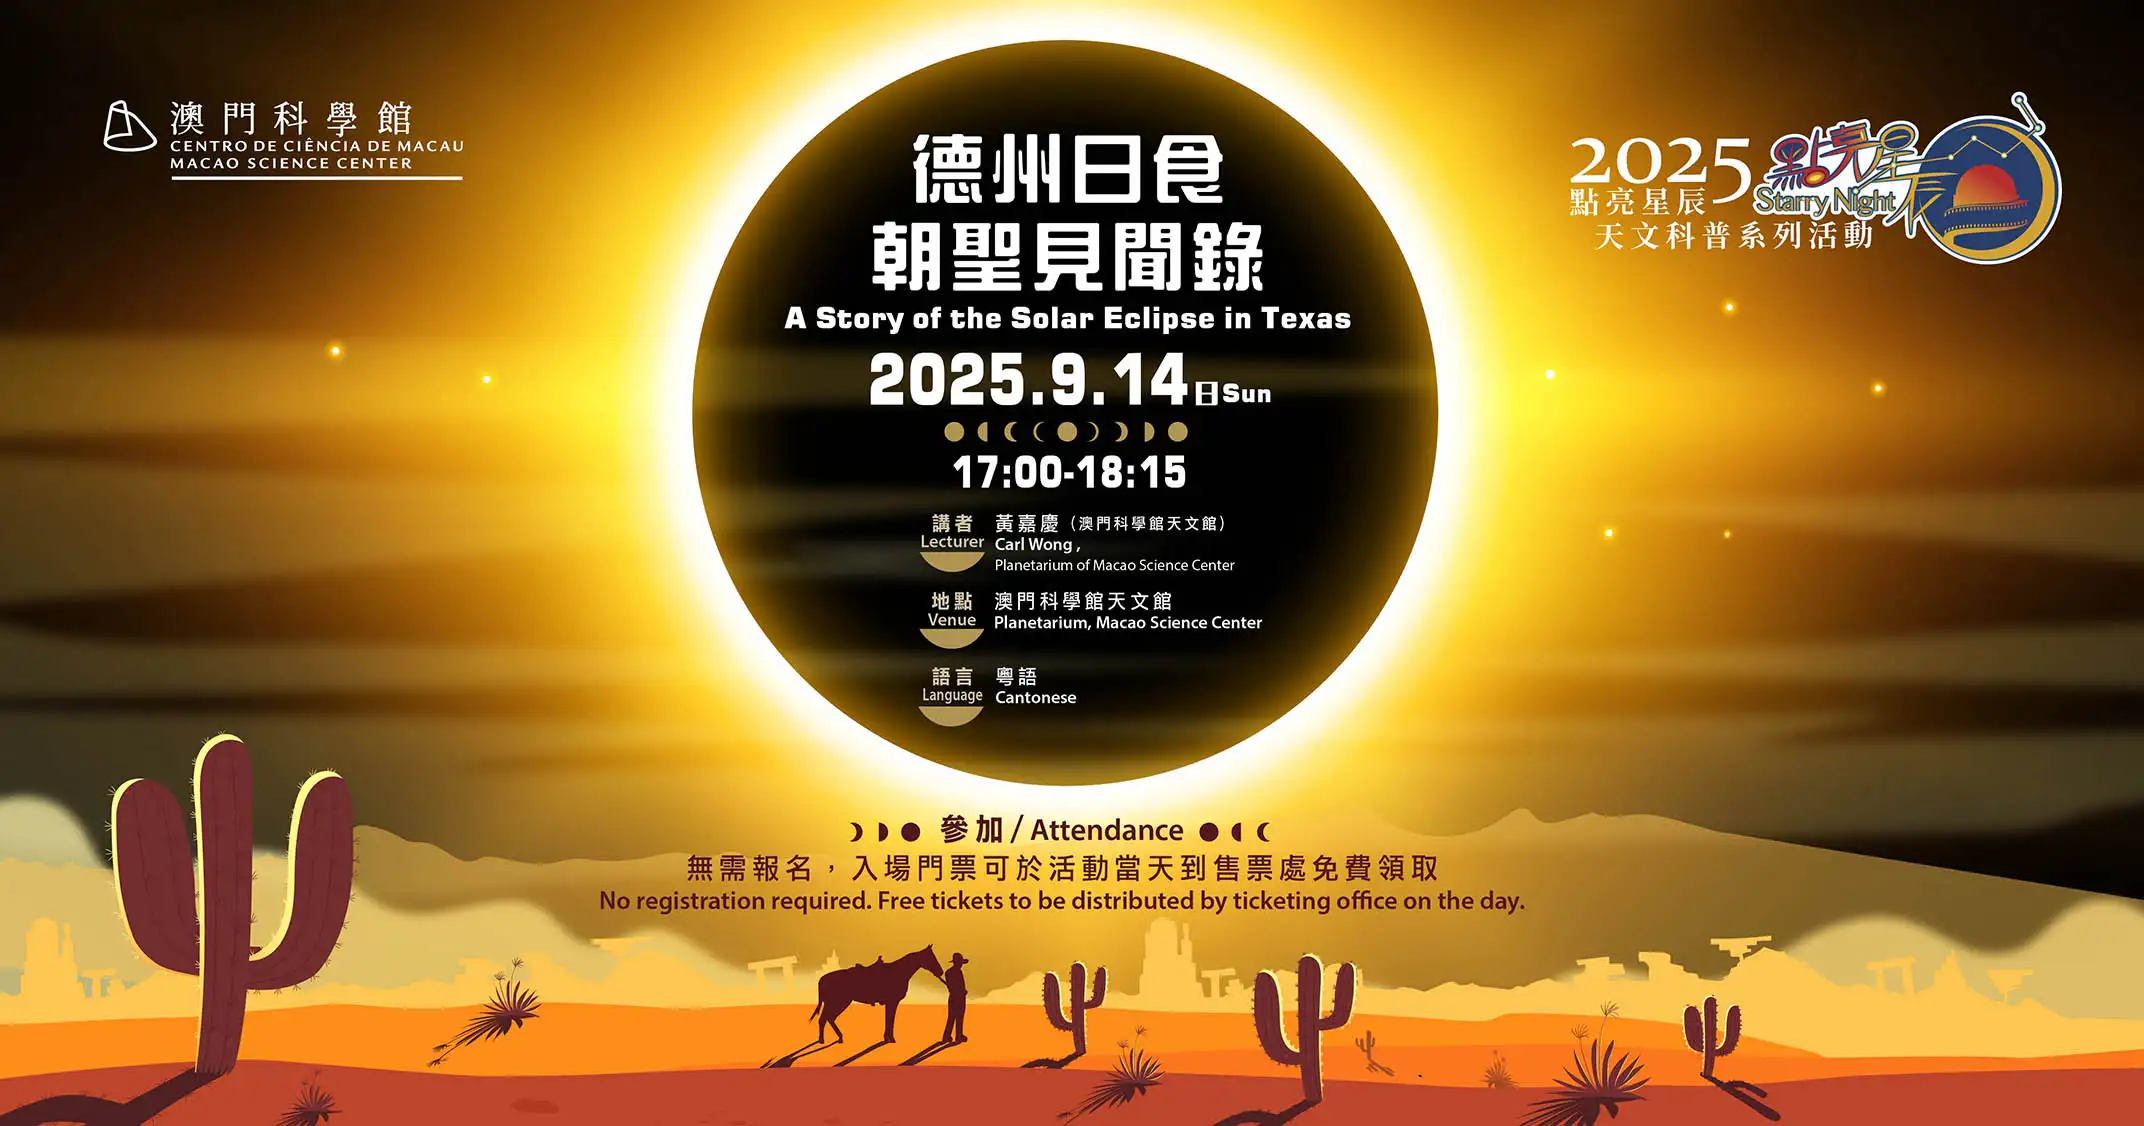 澳門科學館
CENTRO DE CIÊNCIA DE MACAU
MACAO SCIENCE CENTER
2025
點亮星辰
天文科普系列活動
點亮星辰
Starry Night
德州日食
朝聖見聞錄
A Story of the Solar Eclipse in Texas
2025.9.14日Sun
17:00-18:15
講者 黃嘉慶（澳門科學館天文館）
Lecturer Carl Wong ,
Planetarium of Macao Science Center
地點 澳門科學館天文館
Venue Planetarium, Macao Science Center
語言 粵語
Language Cantonese
參加 / Attendance
無需報名，入場門票可於活動當天到售票處免費領取
No registration required. Free tickets to be distributed by ticketing office on the day.